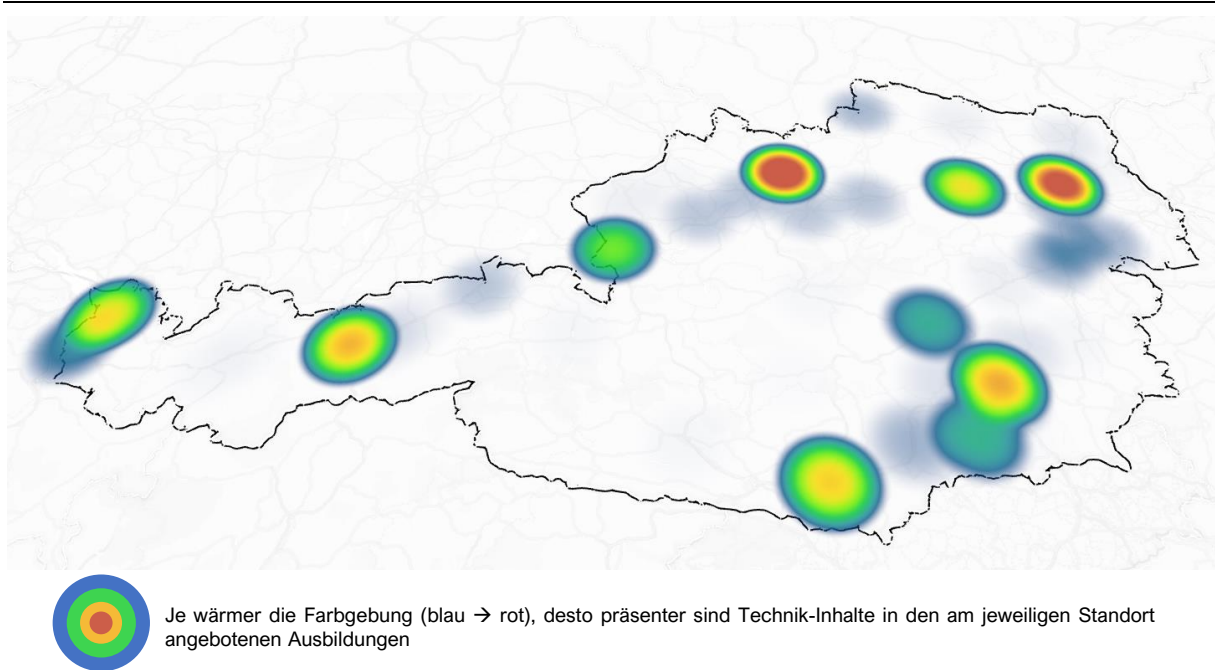 Je wärmer die Farbgebung (blau → rot), desto präsenter sind Technik-Inhalte in den am jeweiligen Standort
angebotenen Ausbildungen